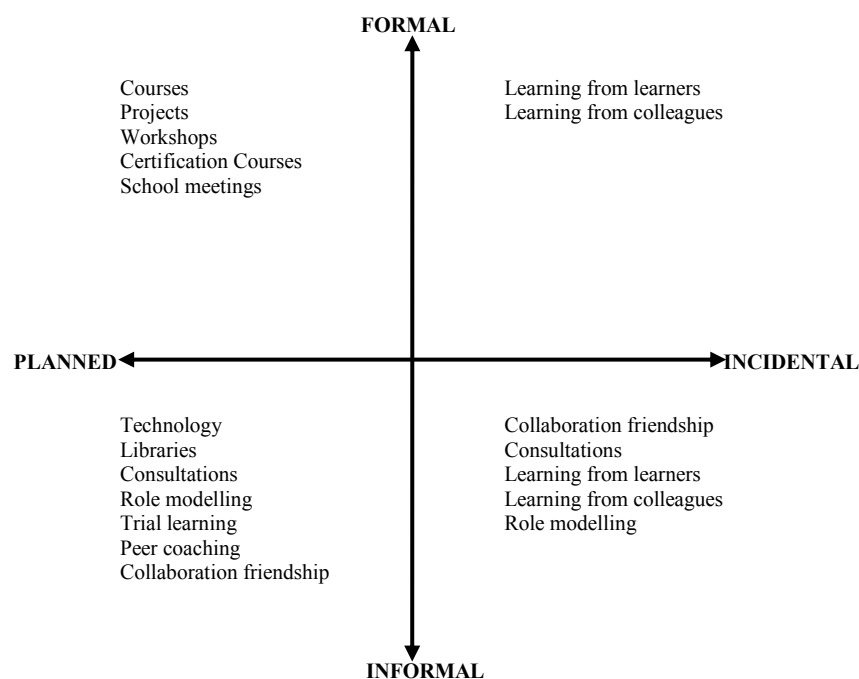 FORMAL
Courses
Projects
Workshops
Certification Courses
School meetings
Learning from learners
Learning from colleagues
PLANNED
INCIDENTAL
Technology
Libraries
Consultations
Role modelling
Trial learning
Peer coaching
Collaboration friendship
Collaboration friendship
Consultations
Learning from learners
Learning from colleagues
Role modelling
INFORMAL